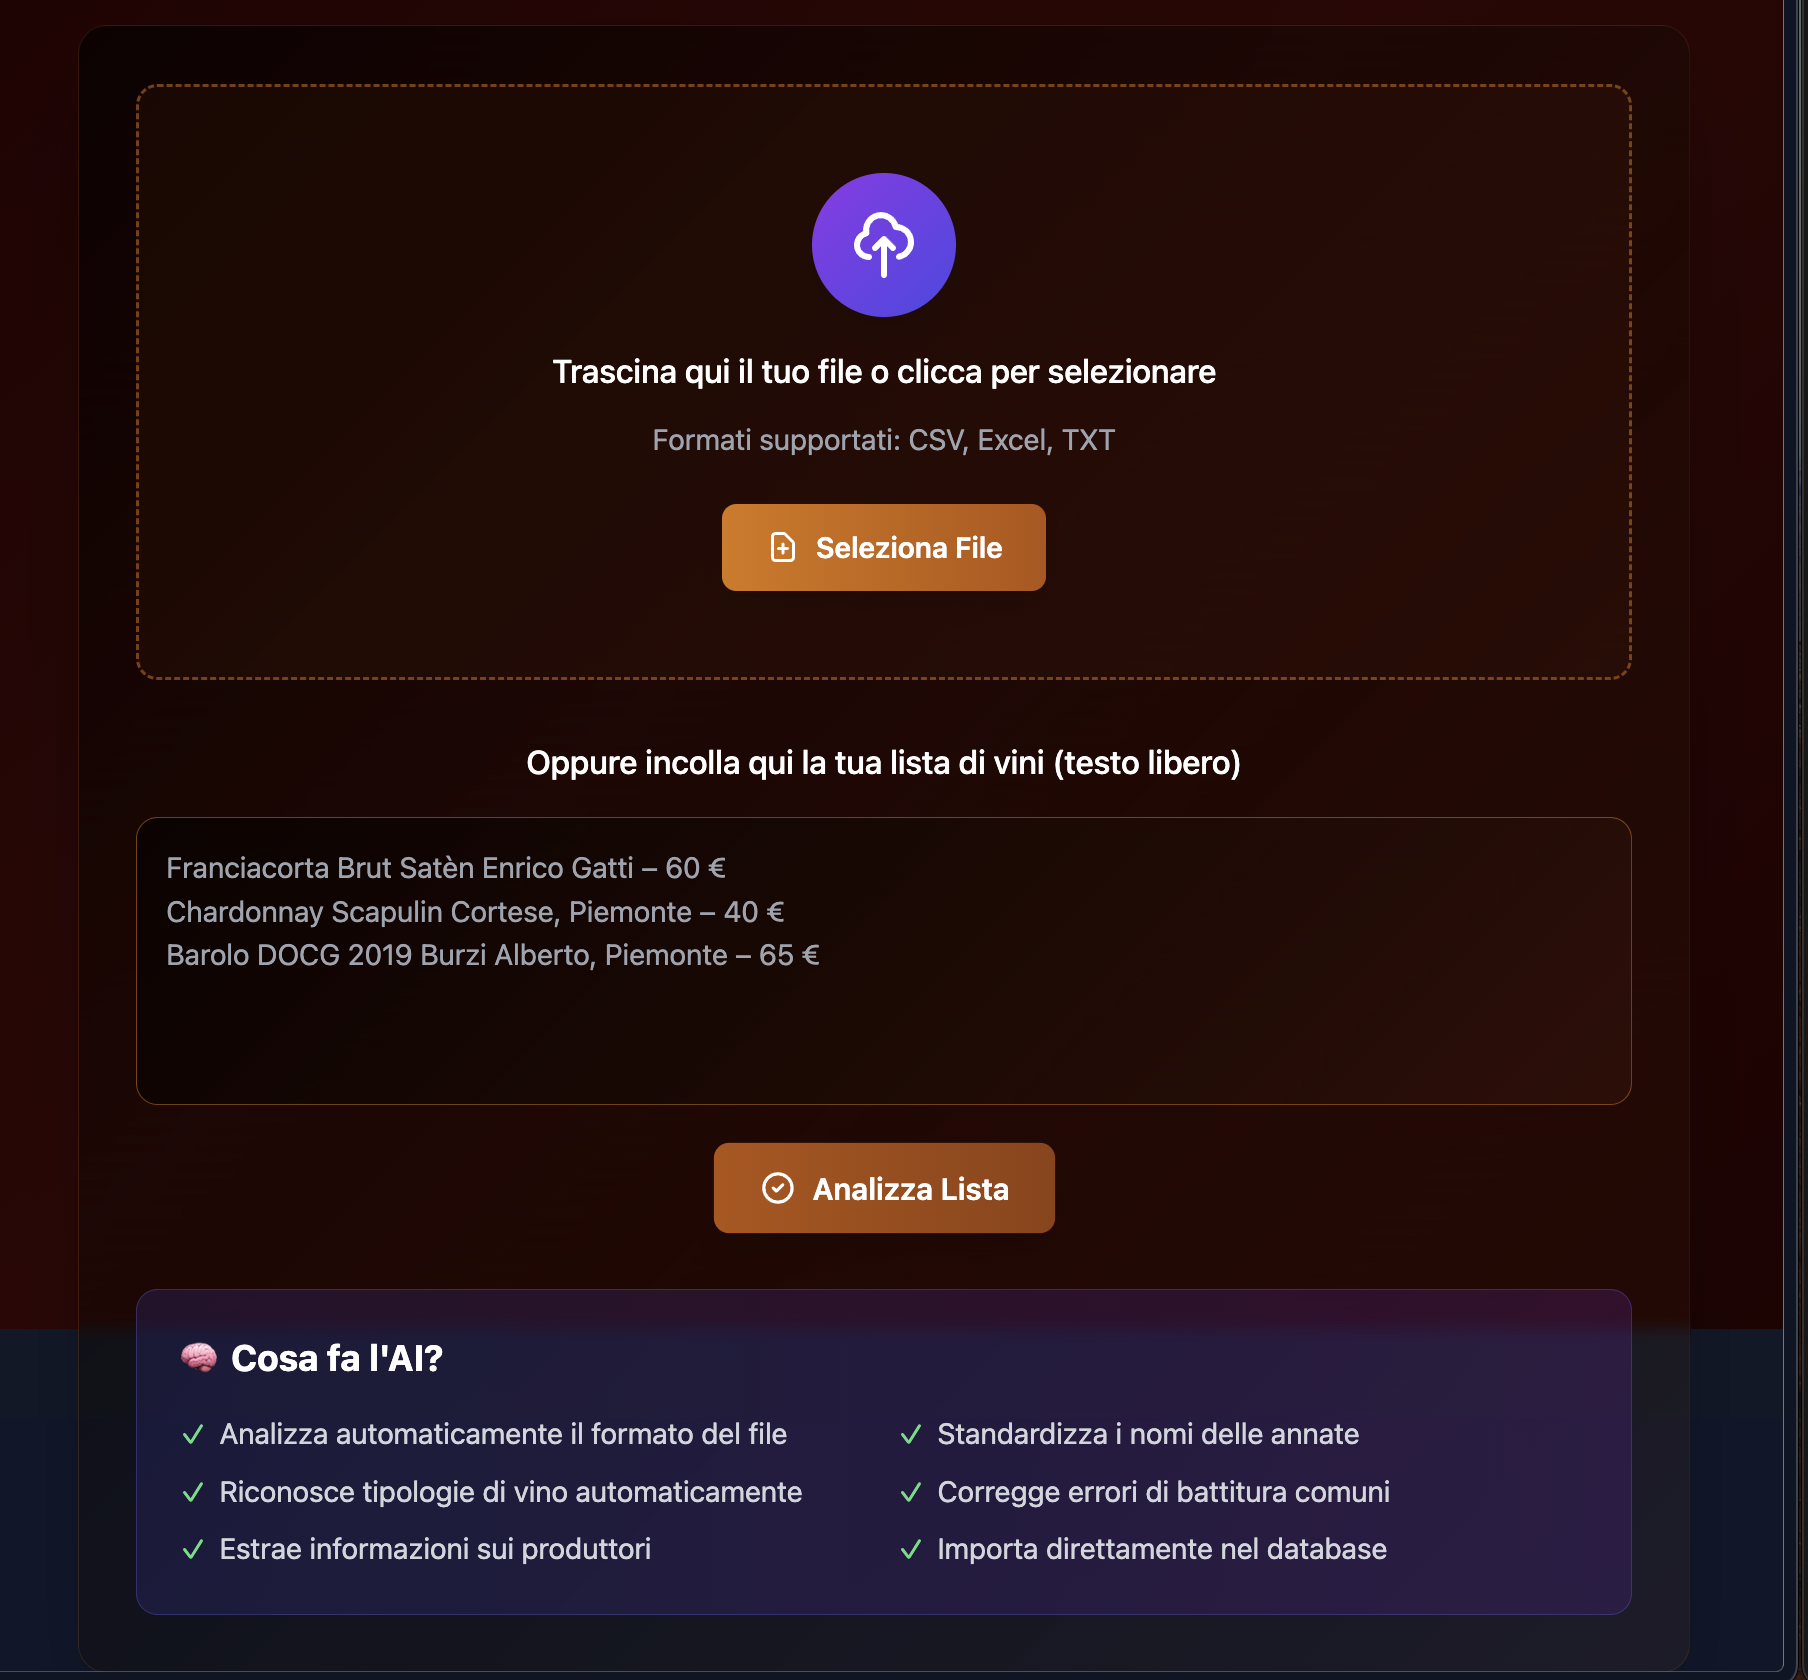 Trascina qui il tuo file o clicca per selezionare
Formati supportati: CSV, Excel, TXT
Seleziona File
Oppure incolla qui la tua lista di vini (testo libero)
Franciacorta Brut Satèn Enrico Gatti – 60 €
Chardonnay Scapulin Cortese, Piemonte – 40 €
Barolo DOCG 2019 Burzi Alberto, Piemonte – 65 €
Analizza Lista
Cosa fa l'AI?
Analizza automaticamente il formato del file
Riconosce tipologie di vino automaticamente
Estrae informazioni sui produttori
Standardizza i nomi delle annate
Corregge errori di battitura comuni
Importa direttamente nel database